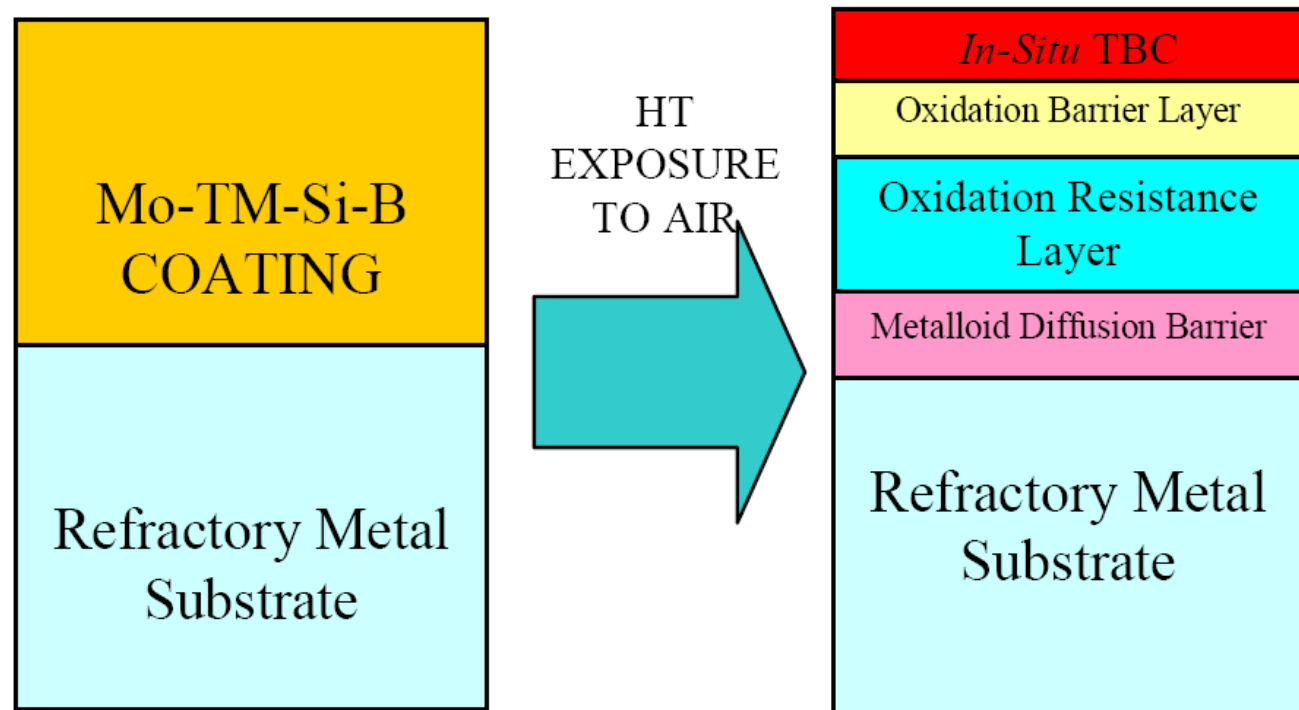 Mo-TM-Si-B
COATING
Refractory Metal
Substrate
HT
EXPOSURE
TO AIR
In-Situ TBC
Oxidation Barrier Layer
Oxidation Resistance
Layer
Metalloid Diffusion Barrier
Refractory Metal
Substrate